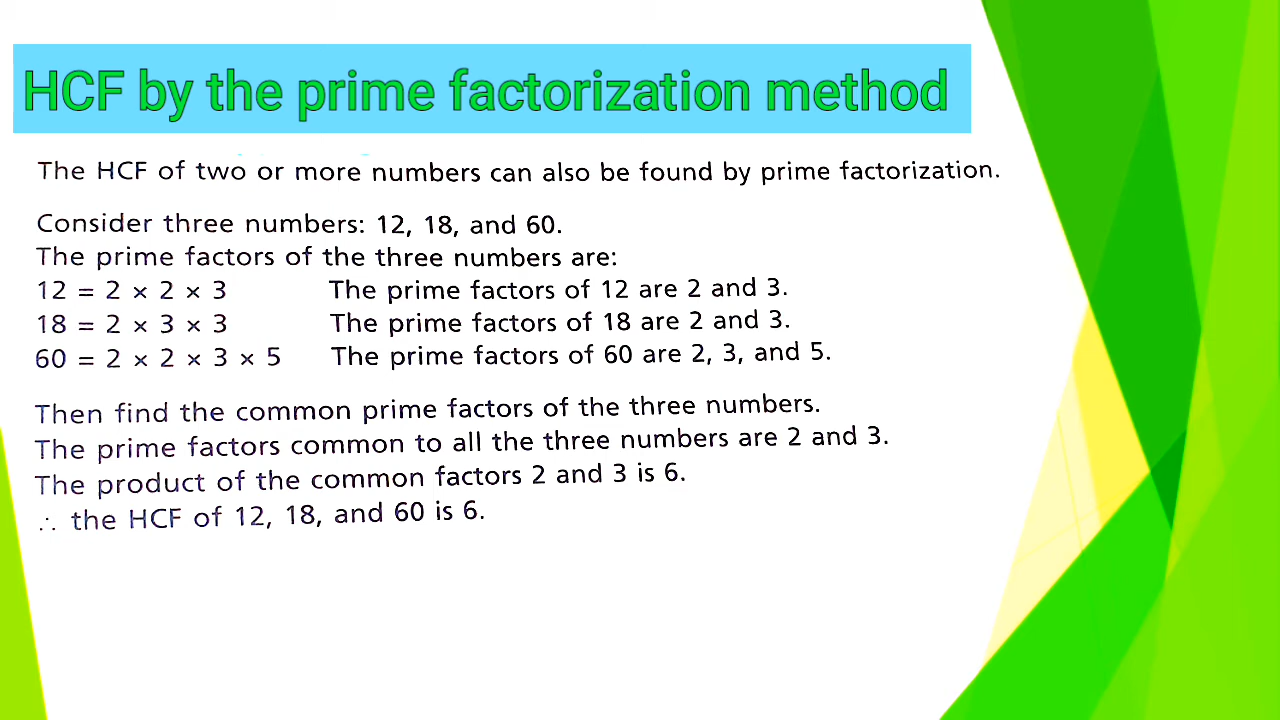 HCF by the prime factorization method
The HCF of two or more numbers can also be found by prime factorization.
Consider three numbers: 12, 18, and 60.
The prime factors of the three numbers are:
12 = 2 × 2 × 3 The prime factors of 12 are 2 and 3.
18 = 2 × 3 × 3 The prime factors of 18 are 2 and 3.
60 = 2 × 2 × 3 × 5 The prime factors of 60 are 2, 3, and 5.
Then find the common prime factors of the three numbers.
The prime factors common to all the three numbers are 2 and 3.
The product of the common factors 2 and 3 is 6.
∴ the HCF of 12, 18, and 60 is 6.